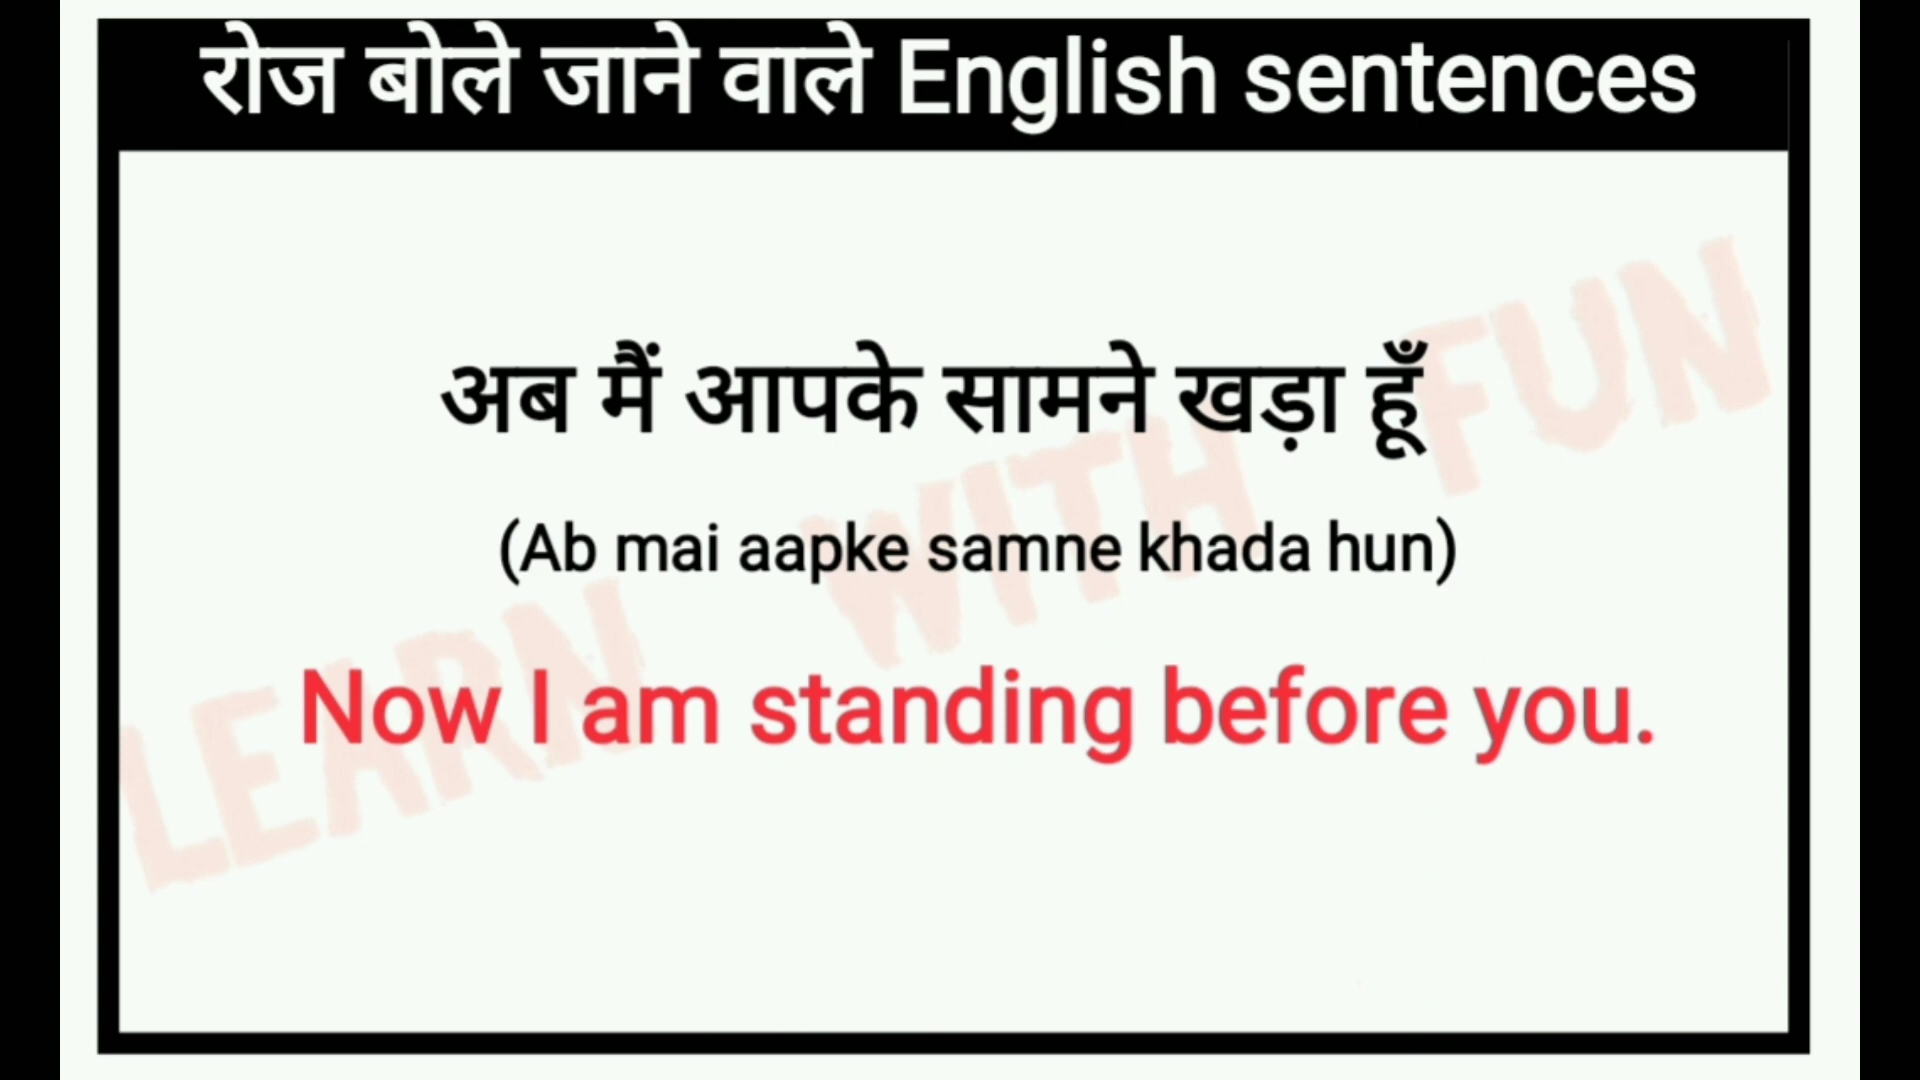 रोज बोले जाने वाले English sentences
अब मैं आपके सामने खड़ा हूँ
(Ab mai aapke samne khada hun)
Now I am standing before you.
LEARN WITH FUN